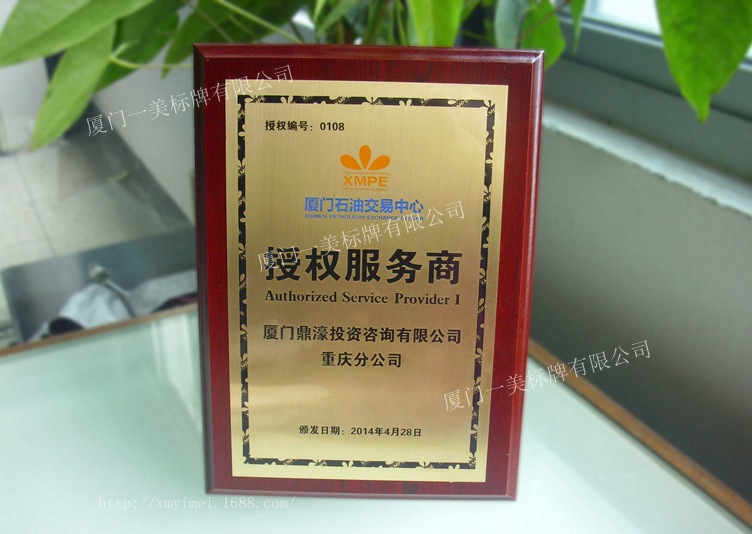 厦门一美标牌有限公司
授权编号：0108
XMPE
厦门石油交易中心
XIAMEN PETROLEUM EXCHANGE CENTER
厦门一美标牌有限公司
授权服务商
Authorized Service Provider I
厦门鼎濠投资咨询有限公司
重庆分公司
厦门一美标牌有限公司
颁发日期：2014年4月28日
http://xmyimei.1688.com/